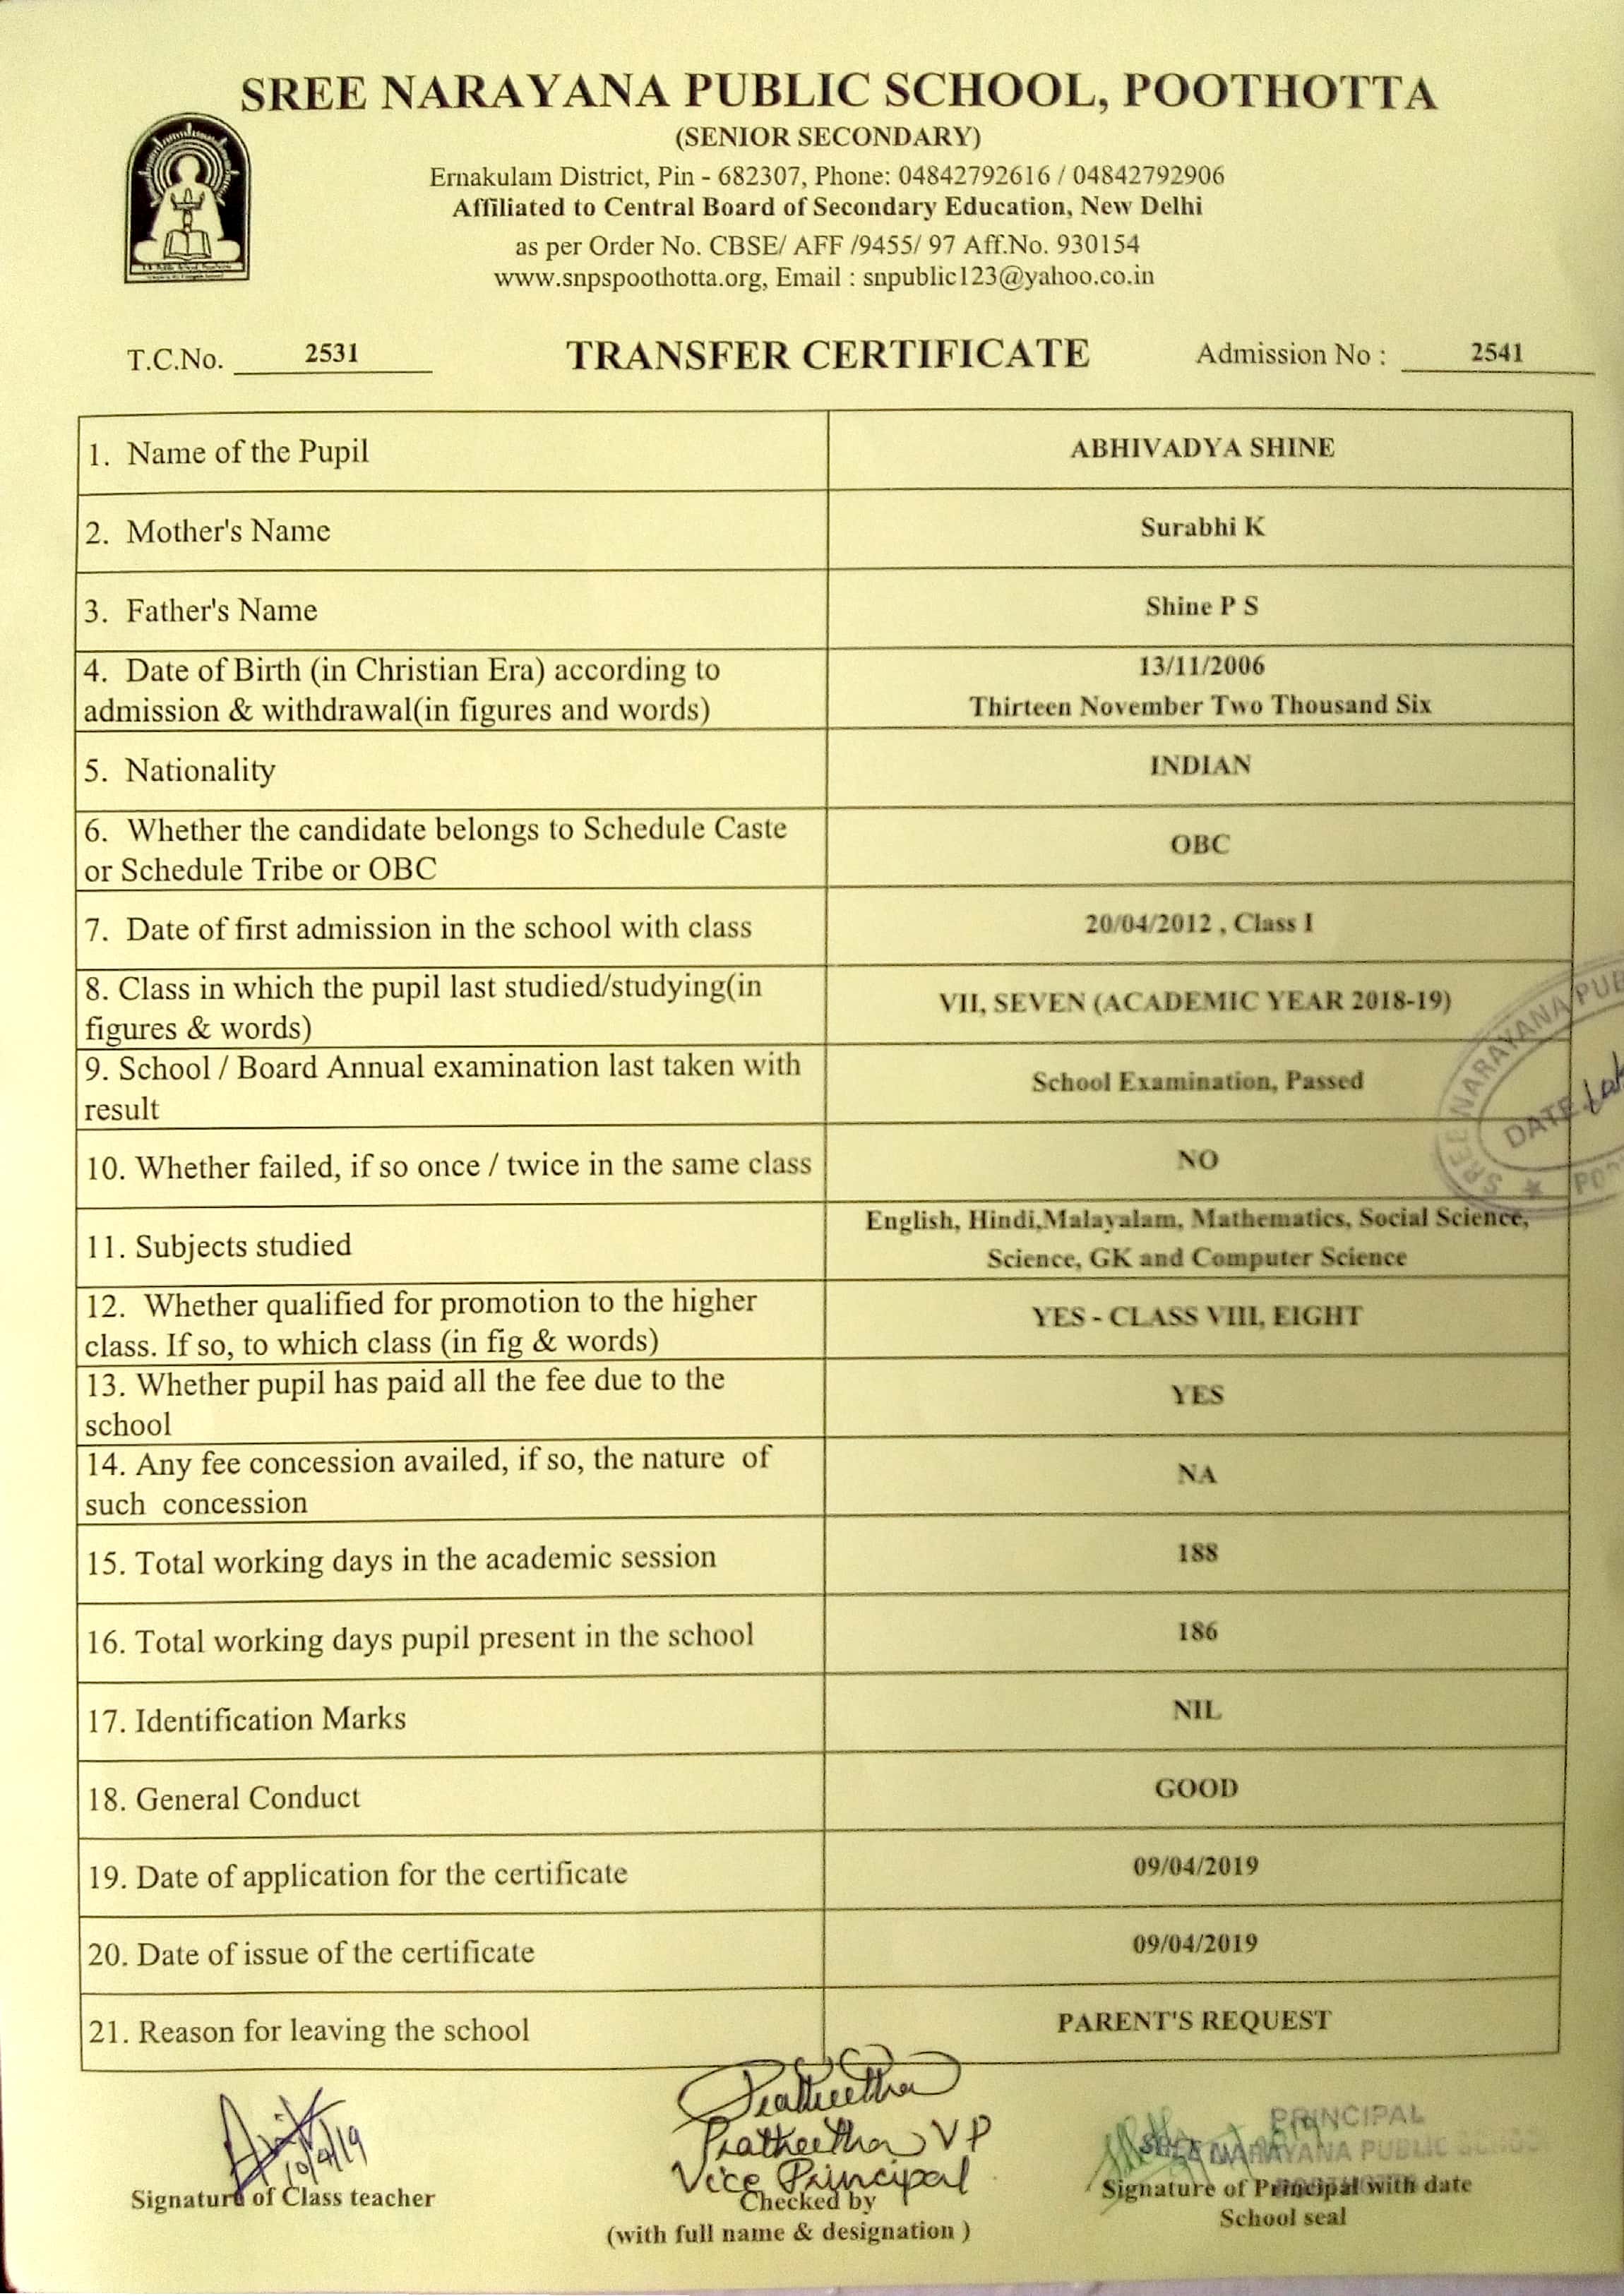 SREE NARAYANA PUBLIC SCHOOL, POOTHOTTA
(SENIOR SECONDARY)
Ernakulam District, Pin - 682307, Phone: 04842792616 / 04842792906
Affiliated to Central Board of Secondary Education, New Delhi
as per Order No. CBSE/ AFF /9455/ 97 Aff.No. 930154
www.snpspoothotta.org, Email : snpublic123@yahoo.co.in
T.C.No. 2531 TRANSFER CERTIFICATE Admission No : 2541
1. Name of the Pupil ABHIVADYA SHINE
2. Mother's Name Surabhi K
3. Father's Name Shine P S
4. Date of Birth (in Christian Era) according to 13/11/2006
admission & withdrawal(in figures and words) Thirteen November Two Thousand Six
5. Nationality INDIAN
6. Whether the candidate belongs to Schedule Caste
or Schedule Tribe or OBC OBC
7. Date of first admission in the school with class 20/04/2012 , Class I
8. Class in which the pupil last studied/studying(in
figures & words) VII, SEVEN (ACADEMIC YEAR 2018-19)
9. School / Board Annual examination last taken with
result School Examination, Passed
10. Whether failed, if so once / twice in the same class NO
SREE NARAYANA PUB
DATE
11. Subjects studied English, Hindi,Malayalam, Mathematics, Social Science,
Science, GK and Computer Science
12. Whether qualified for promotion to the higher
class. If so, to which class (in fig & words) YES - CLASS VIII, EIGHT
13. Whether pupil has paid all the fee due to the
school YES
14. Any fee concession availed, if so, the nature of
such concession NA
15. Total working days in the academic session 188
16. Total working days pupil present in the school 186
17. Identification Marks NIL
18. General Conduct GOOD
19. Date of application for the certificate 09/04/2019
20. Date of issue of the certificate 09/04/2019
21. Reason for leaving the school PARENT'S REQUEST
10/4/19
Pratheetha
Pratheetha V P
Vice Principal
PRINCIPAL
SREE NARAYANA PUBLIC SCHOOL
Signature of Class teacher Checked by Signature of Principal with date
(with full name & designation ) School seal